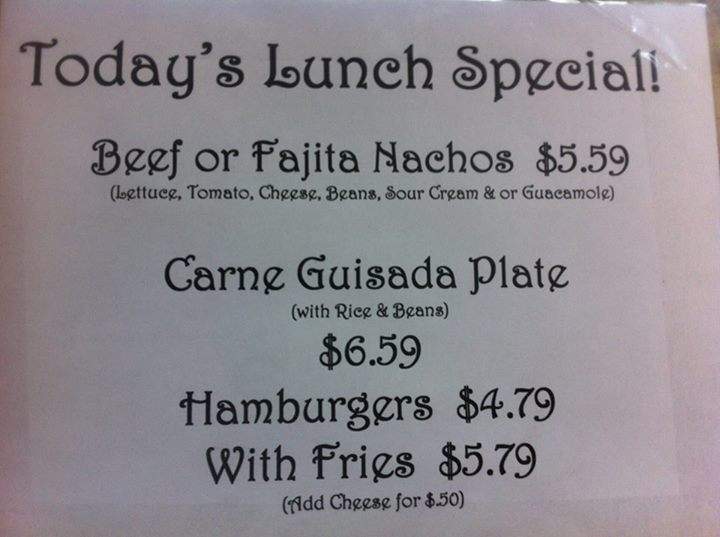 Today's Lunch Special!
Beef or Fajita Nachos $5.59
(Lettuce, Tomato, Cheese, Beans, Sour Cream & or Guacamole)
Carne Guisada Plate
(with Rice & Beans)
$6.59
Hamburgers $4.79
With Fries $5.79
(Add Cheese for $.50)